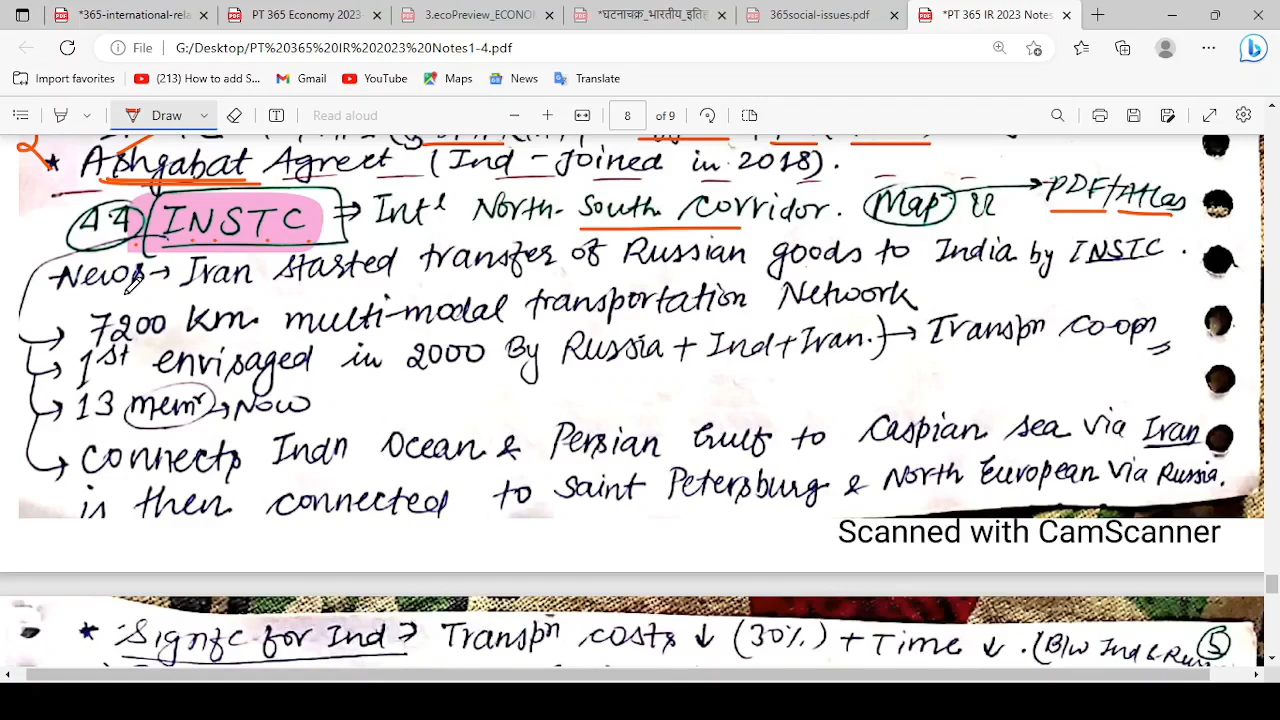 *365-international-rela
PT 365 Economy 2023
3.ecoPreview_ECONOM
*घटनाचक्र_भारतीय_इतिह
365social-issues.pdf
*PT 365 IR 2023 Notes
File G:/Desktop/PT%20365%20IR%202023%20Notes1-4.pdf
Import favorites (213) How to add S... Gmail YouTube Maps News Translate
Draw Read aloud 8 of 9
* Ashgabat Agreet (Ind - Joined in 2018).
44 INSTC ⇒ Intl North-South corridor. Map → PDF/Atlas
News → Iran started transfer of Russian goods to India by INSTC.
→ 7200 Km. multi-modal transportation Network
→ 1st envisaged in 2000 By Russia + Ind + Iran.} → Transpn co-opn
→ 13 memr → Now
→ connects Indn Ocean & Persian Gulf to Caspian sea via Iran
is then connected to Saint Petersburg & North European via Russia.
Scanned with CamScanner
* Signfc for Ind ? Transpn costs ↓ (30%) + Time ↓. (B/w Ind & Rus 5